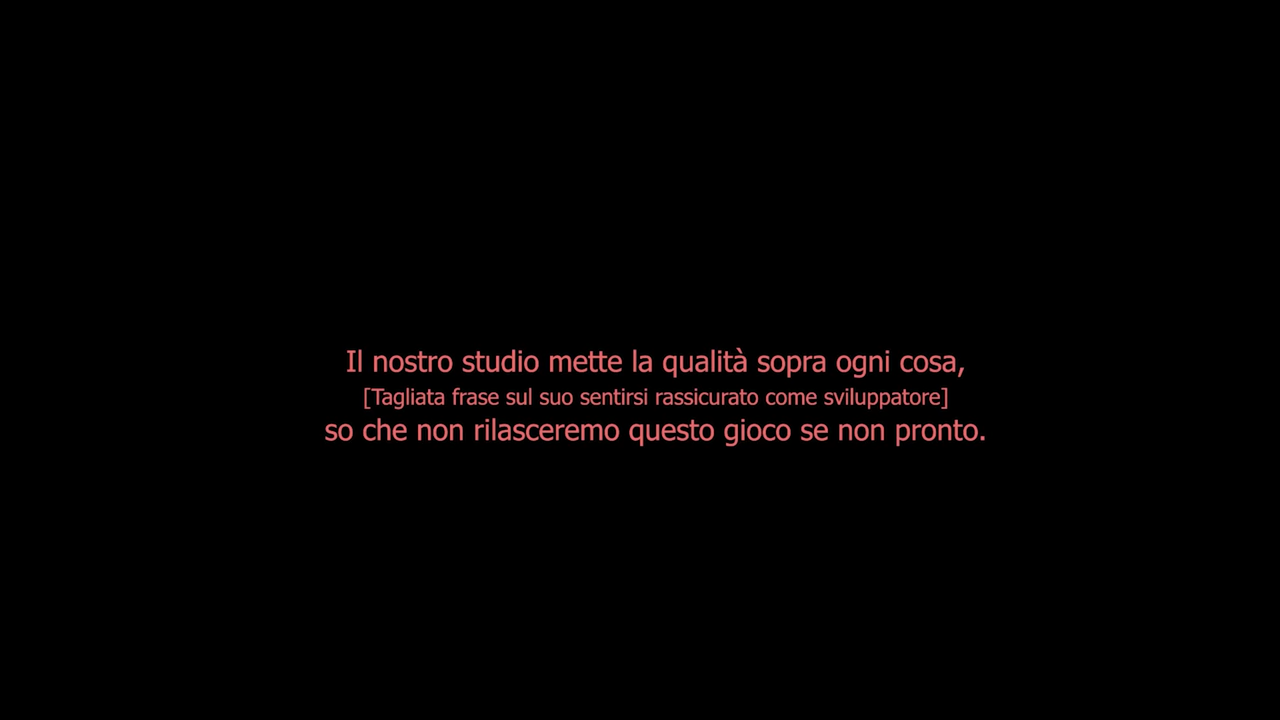 Il nostro studio mette la qualità sopra ogni cosa,
[Tagliata frase sul suo sentirsi rassicurato come sviluppatore]
so che non rilasceremo questo gioco se non pronto.